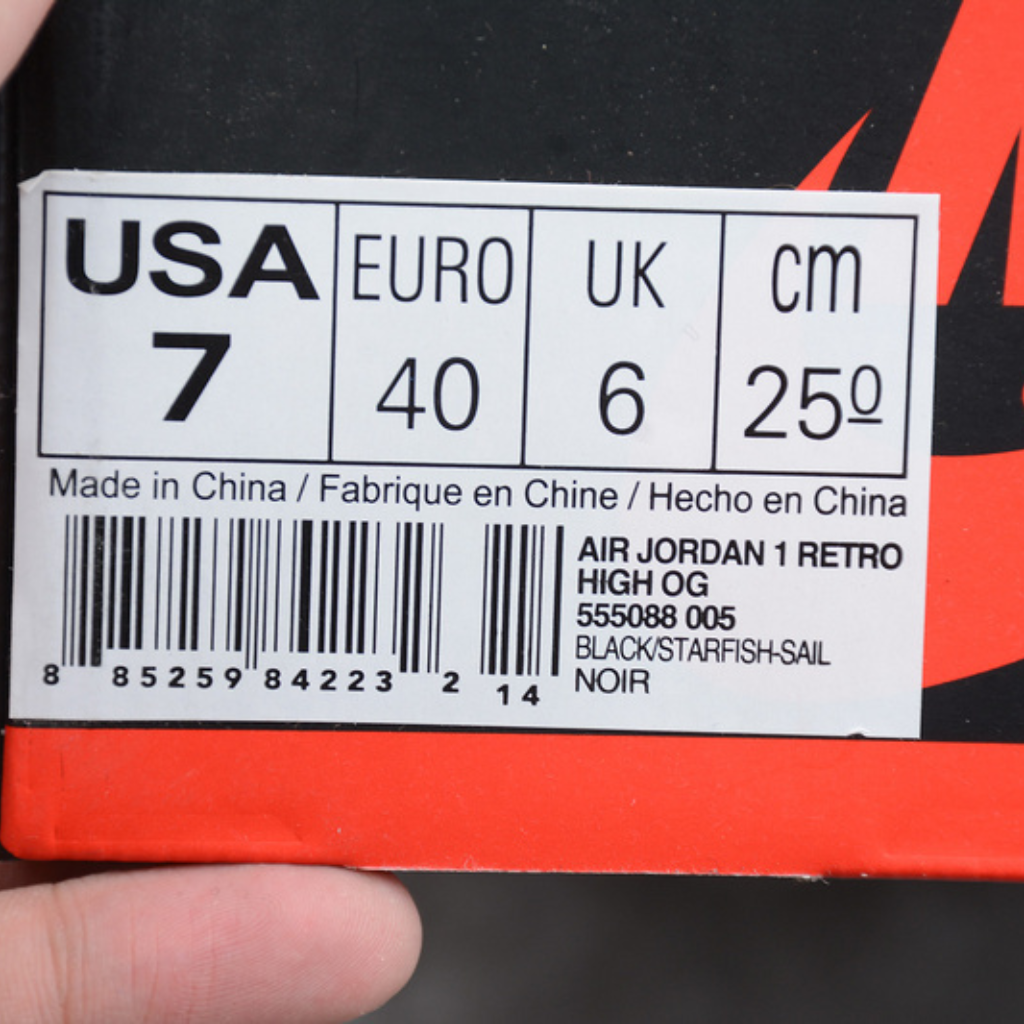 USA EURO UK cm
7 40 6 25º
Made in China / Fabrique en Chine / Hecho en China
AIR JORDAN 1 RETRO
HIGH OG
555088 005
BLACK/STARFISH-SAIL
NOIR
8 85259 84223 2 14